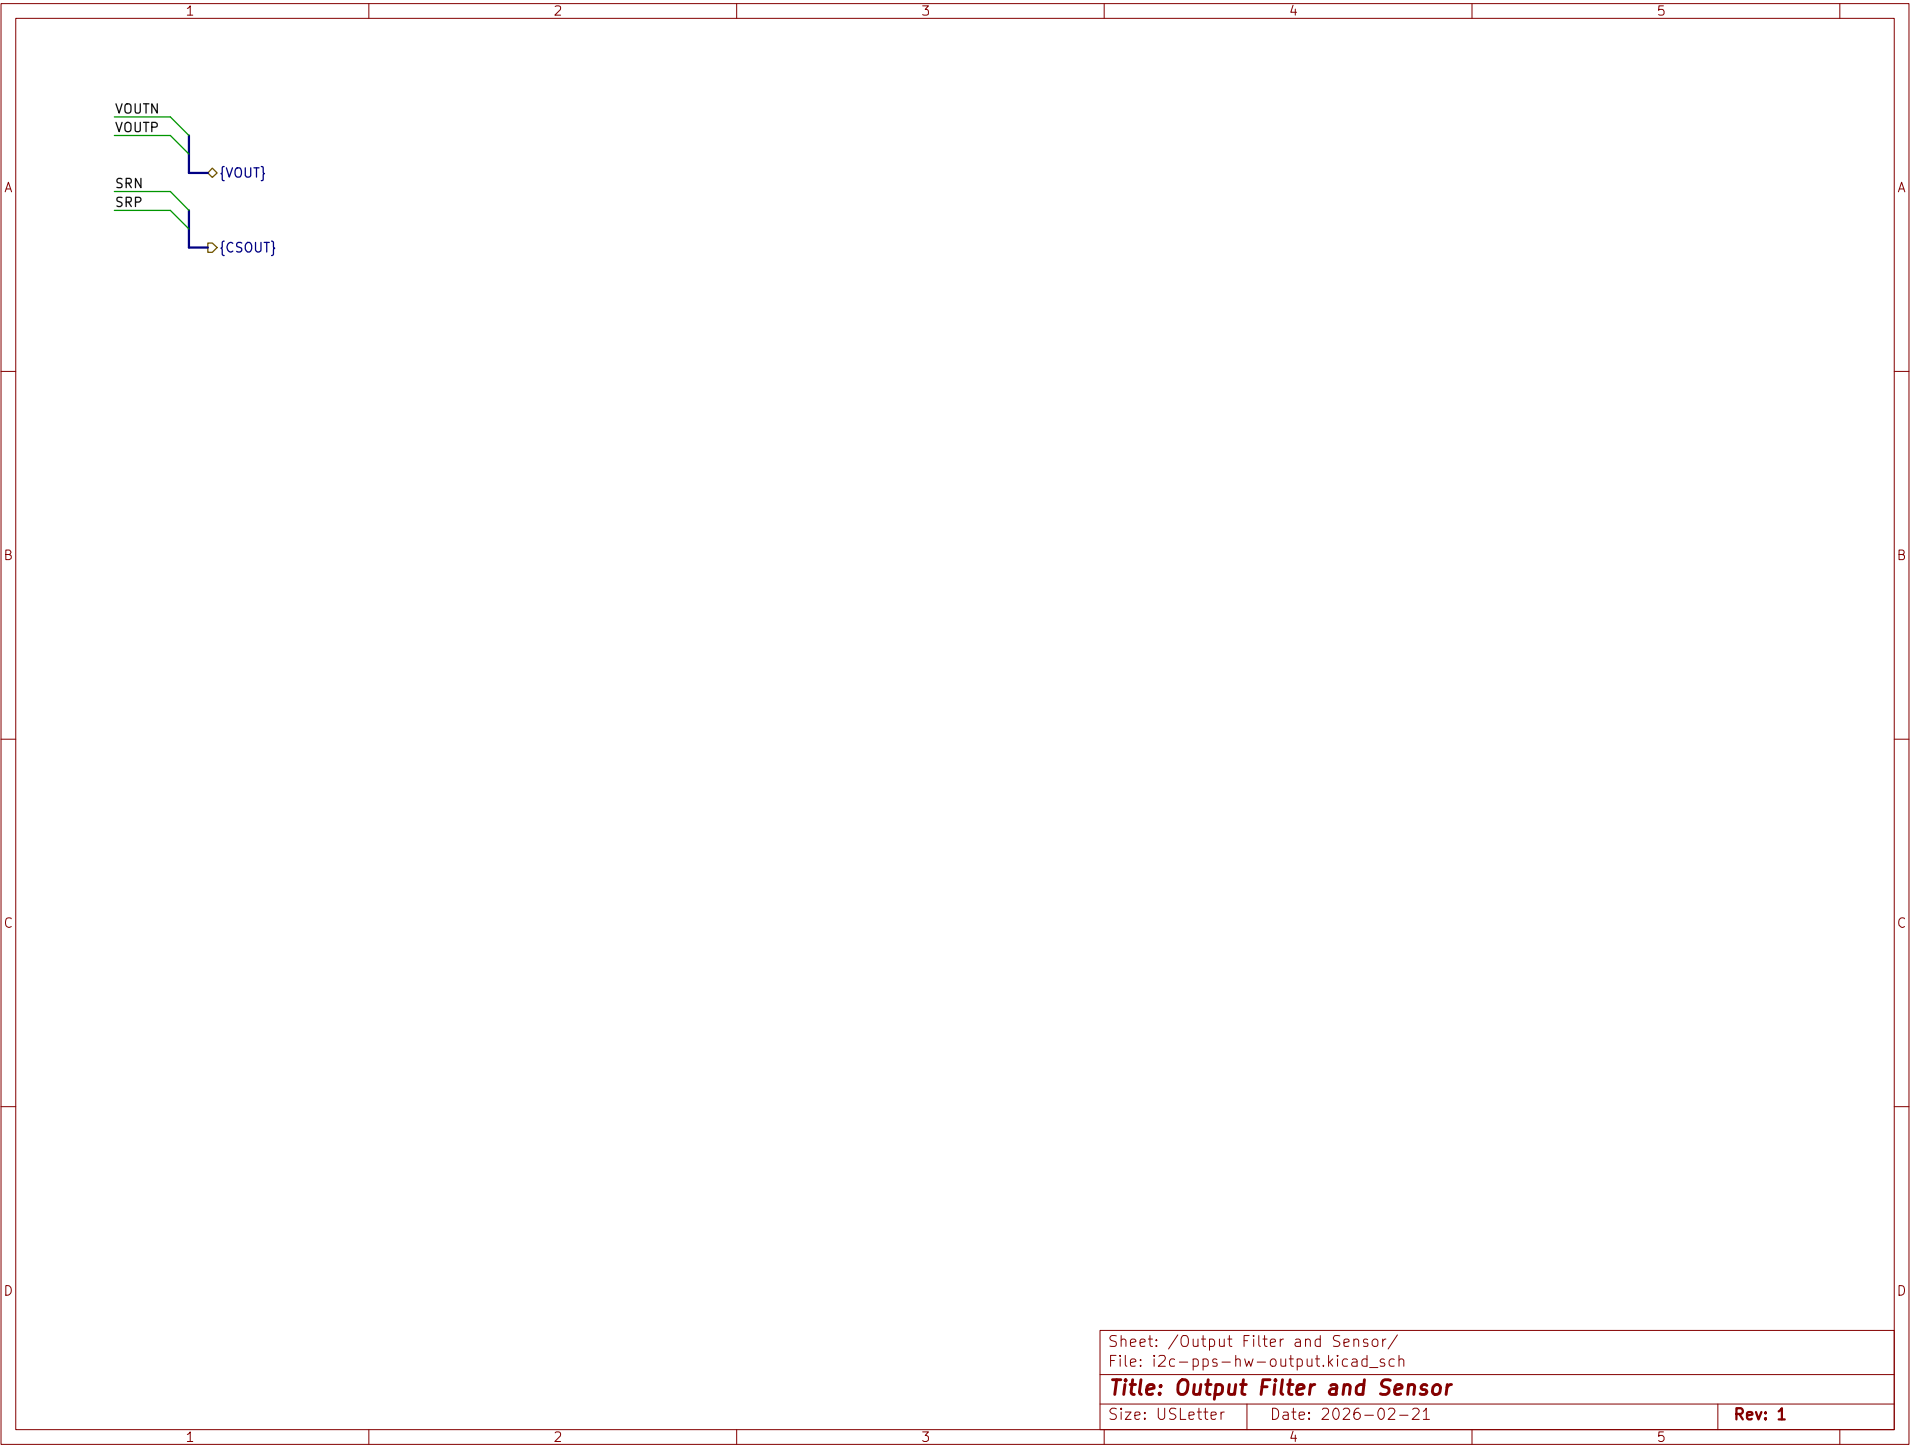 1 2 3 4 5
VOUTN
VOUTP
{VOUT}
A A
SRN
SRP
{CSOUT}
B B
C C
D D
Sheet: /Output Filter and Sensor/
File: i2c-pps-hw-output.kicad_sch
Title: Output Filter and Sensor
Size: USLetter Date: 2026-02-21 Rev: 1
1 2 3 4 5